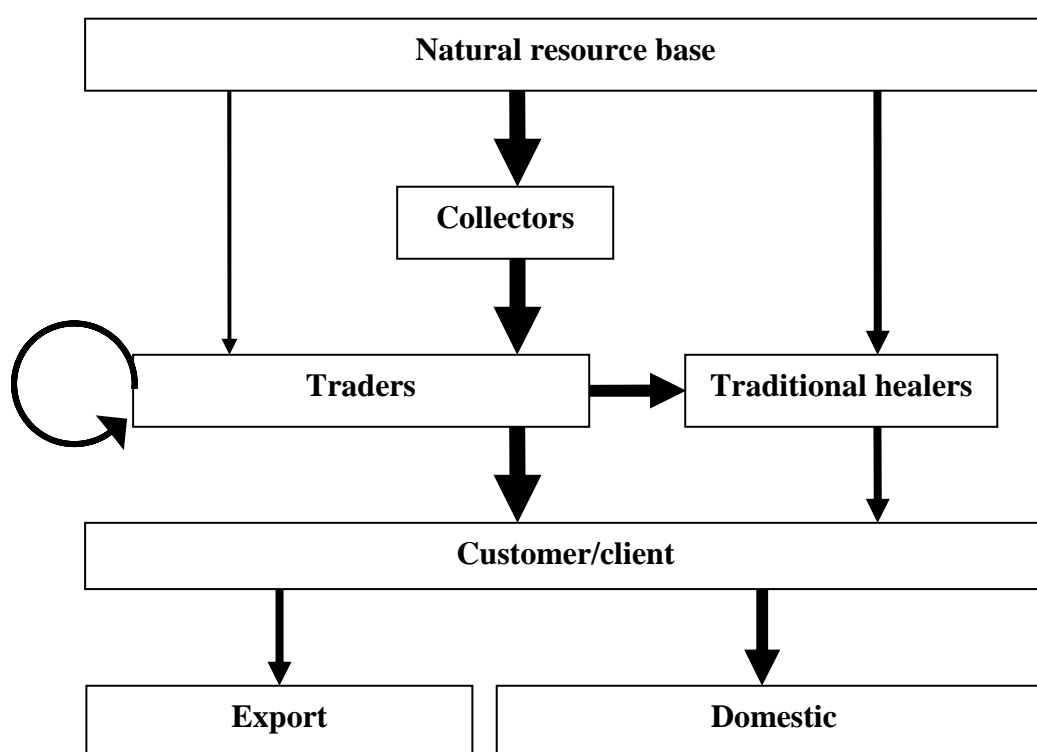 Natural resource base
Collectors
Traders
Traditional healers
Customer/client
Export
Domestic